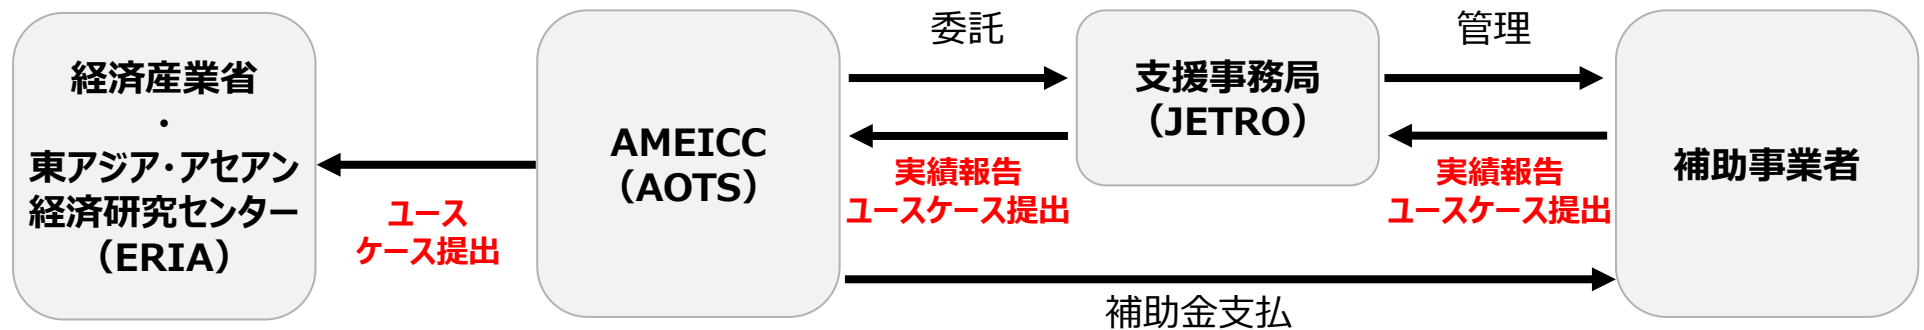 経済産業省
・
東アジア・アセアン
経済研究センター
（ERIA）
ユース
ケース提出
AMEICC
（AOTS）
委託
実績報告
ユースケース提出
支援事務局
（JETRO）
管理
実績報告
ユースケース提出
補助事業者
補助金支払